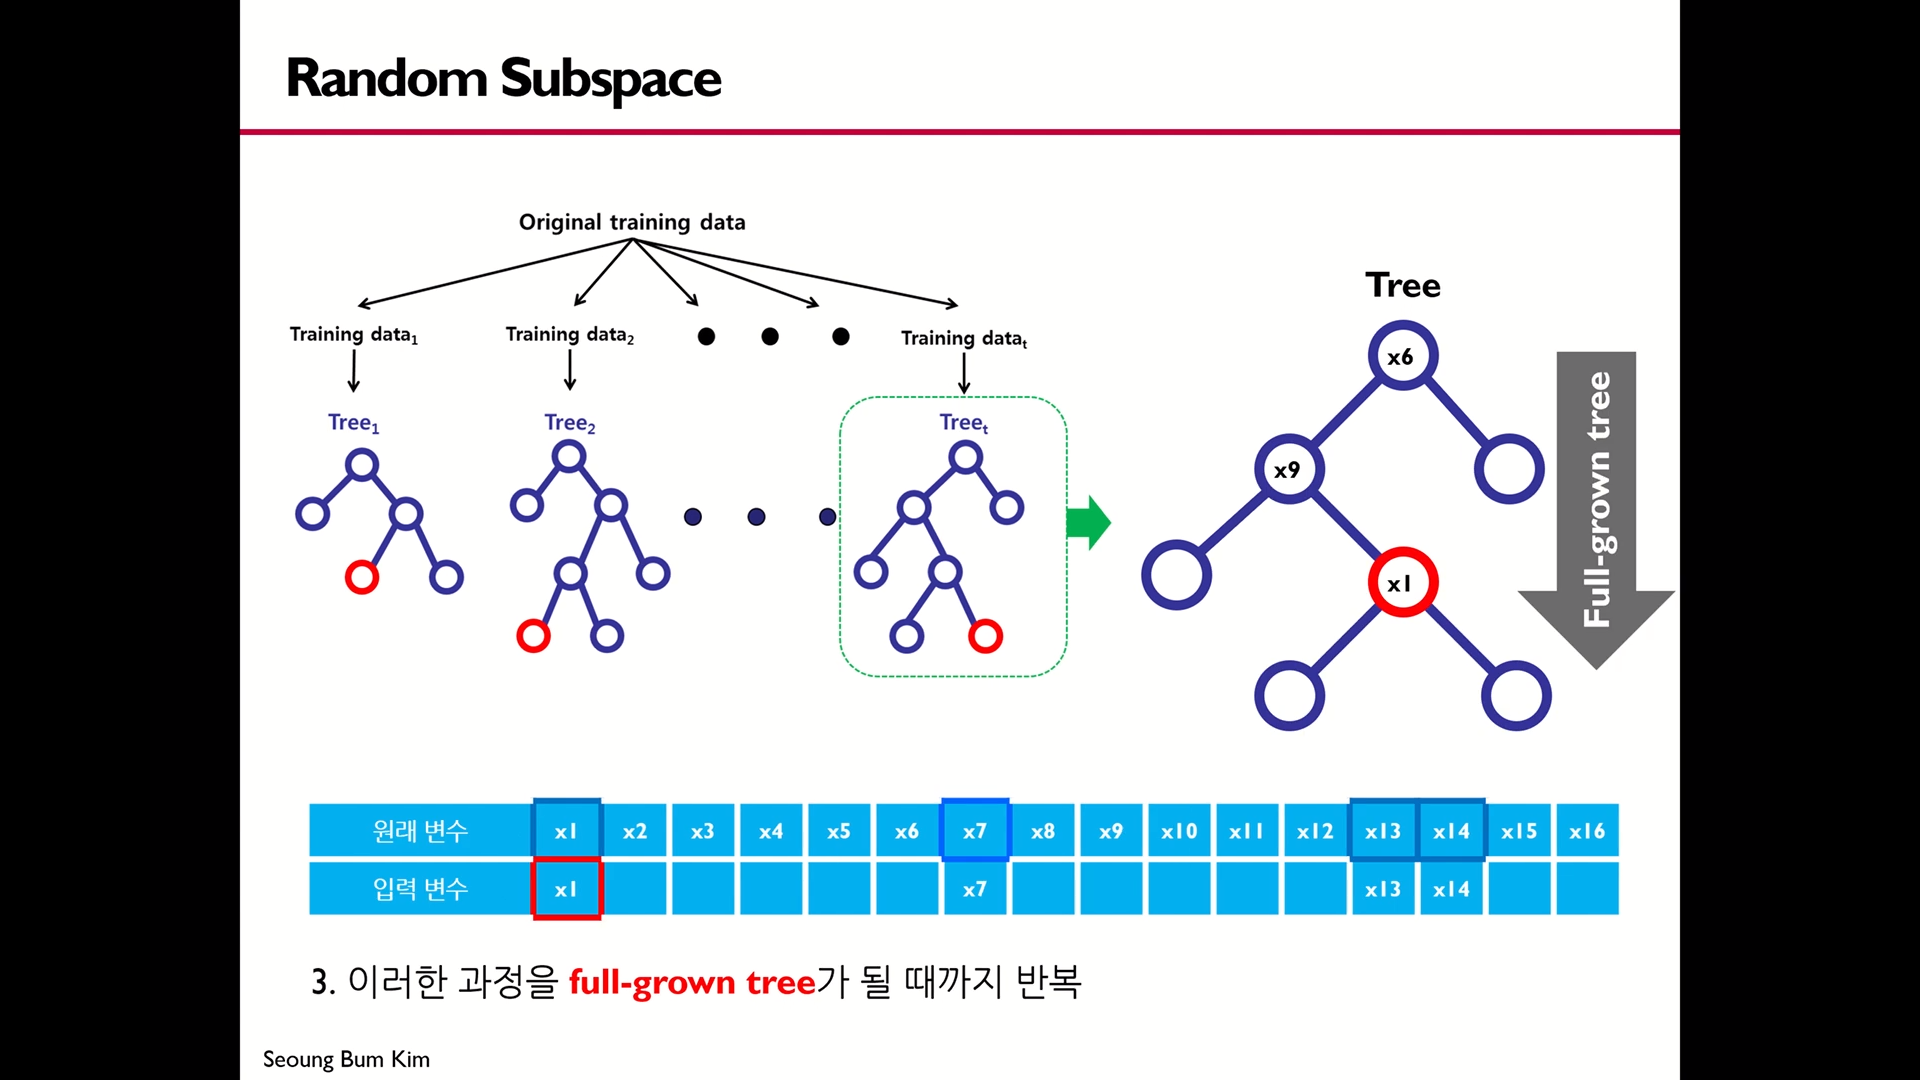 Random Subspace
Original training data
Training data1 Training data2 Training datat
Tree1 Tree2 Treet
Tree
x6
x9
x1
Full-grown tree
원래 변수 x1 x2 x3 x4 x5 x6 x7 x8 x9 x10 x11 x12 x13 x14 x15 x16
입력 변수 x1 x7 x13 x14
3. 이러한 과정을 full-grown tree가 될 때까지 반복
Seoung Bum Kim